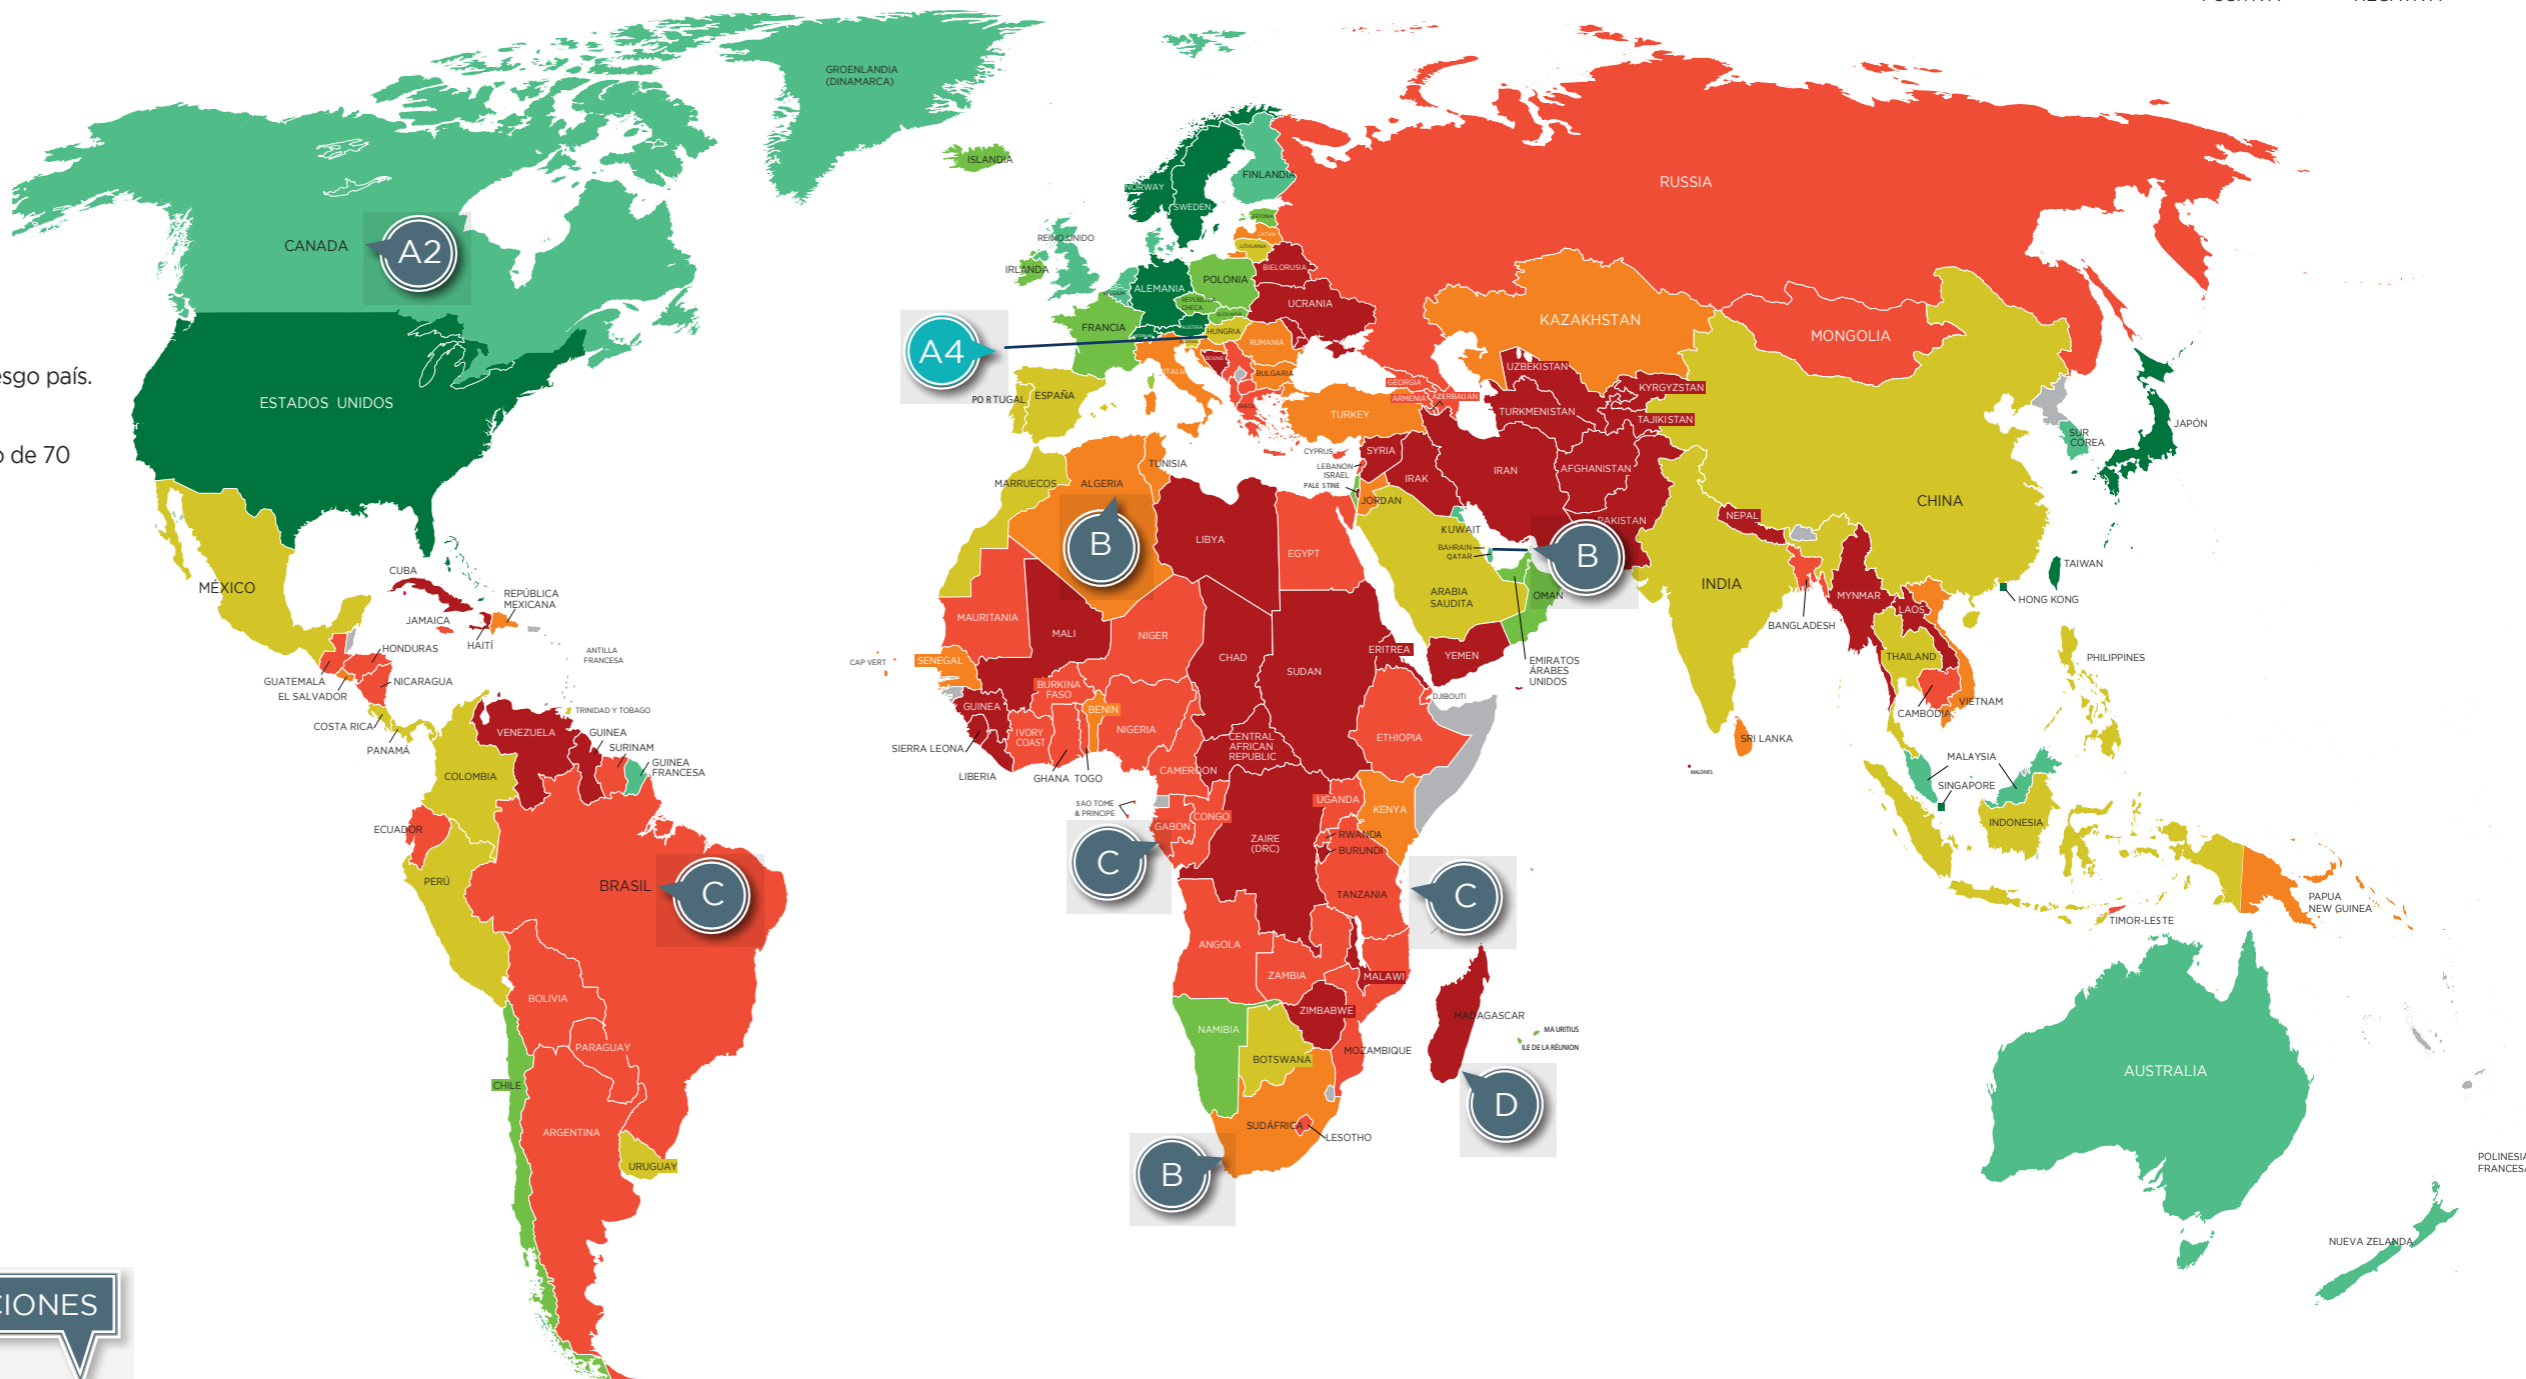 GROENLANDIA
(DINAMARCA)
ISLANDIA
NORWAY
SWEDEN
FINLANDIA
RUSSIA
CANADA
A2
REINO UNIDO
IRLANDA
ESTONIA
LITHUANIA
BIELORUSIA
POLONIA
ALEMANIA
REPÚBLICA
CHECA
UCRANIA
FRANCIA
AUSTRIA
HUNGRIA
RUMANIA
BULGARIA
A4
KAZAKHSTAN
MONGOLIA
esgo país.
o de 70
ESTADOS UNIDOS
PORTUGAL
ESPAÑA
ITALIA
TURKEY
GEORGIA
ARMENIA
AZERBAIJAN
UZBEKISTAN
KYRGYZSTAN
TURKMENISTAN
TAJIKISTAN
JAPÓN
SUR
COREA
CYPRUS
LEBANON
ISRAEL
PALE STINE
SYRIA
IRAK
IRAN
AFGHANISTAN
JORDAN
PAKISTAN
NEPAL
CHINA
MARRUECOS
ALGERIA
TUNISIA
B
LIBYA
EGYPT
KUWAIT
BAHRAIN
QATAR
B
ARABIA
SAUDITA
OMAN
EMIRATOS
ÁRABES
UNIDOS
YEMEN
INDIA
BANGLADESH
MYNMAR
LAOS
THAILAND
CAMBODIA
VIETNAM
TAIWAN
HONG KONG
PHILIPPINES
SRI LANKA
MALDIVES
MALAYSIA
SINGAPORE
INDONESIA
PAPUA
NEW GUINEA
TIMOR-LESTE
MÉXICO
CUBA
JAMAICA
HAITÍ
REPÚBLICA
MEXICANA
ANTILLA
FRANCESA
GUATEMALA
HONDURAS
EL SALVADOR
NICARAGUA
COSTA RICA
PANAMÁ
TRINIDAD Y TOBAGO
VENEZUELA
GUINEA
SURINAM
GUINEA
FRANCESA
COLOMBIA
ECUADOR
PERÚ
BRASIL
C
BOLIVIA
PARAGUAY
CHILE
ARGENTINA
URUGUAY
CAP VERT
SENEGAL
MAURITANIA
MALI
NIGER
CHAD
SUDAN
ERITREA
DJIBOUTI
ETHIOPIA
GUINEA
SIERRA LEONA
LIBERIA
IVORY
COAST
BURKINA
FASO
GHANA
TOGO
BENIN
NIGERIA
CAMEROON
CENTRAL
AFRICAN
REPUBLIC
SAO TOME
& PRINCIPE
GABON
CONGO
C
ZAIRE
(DRC)
UGANDA
KENYA
RWANDA
BURUNDI
TANZANIA
C
ANGOLA
ZAMBIA
MALAWI
ZIMBABWE
MOZAMBIQUE
MADAGASCAR
D
MAURITIUS
ILE DE LA RÉUNION
NAMIBIA
BOTSWANA
SUDÁFRICA
LESOTHO
B
AUSTRALIA
POLINESIA
FRANCESA
NUEVA ZELANDA
CIONES